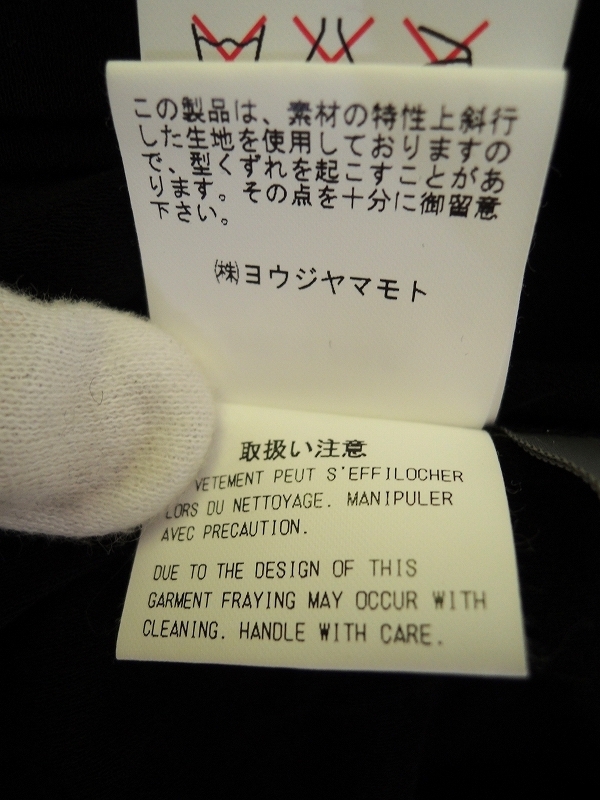 この製品は、素材の特性上斜行
した生地を使用しておりますの
で、型くずれを起こすことがあ
ります。その点を十分に御留意
下さい。
㈱ヨウジヤマモト
取扱い注意
VETEMENT PEUT S'EFFILOCHER
LORS DU NETTOYAGE. MANIPULER
AVEC PRECAUTION.
DUE TO THE DESIGN OF THIS
GARMENT FRAYING MAY OCCUR WITH
CLEANING. HANDLE WITH CARE.